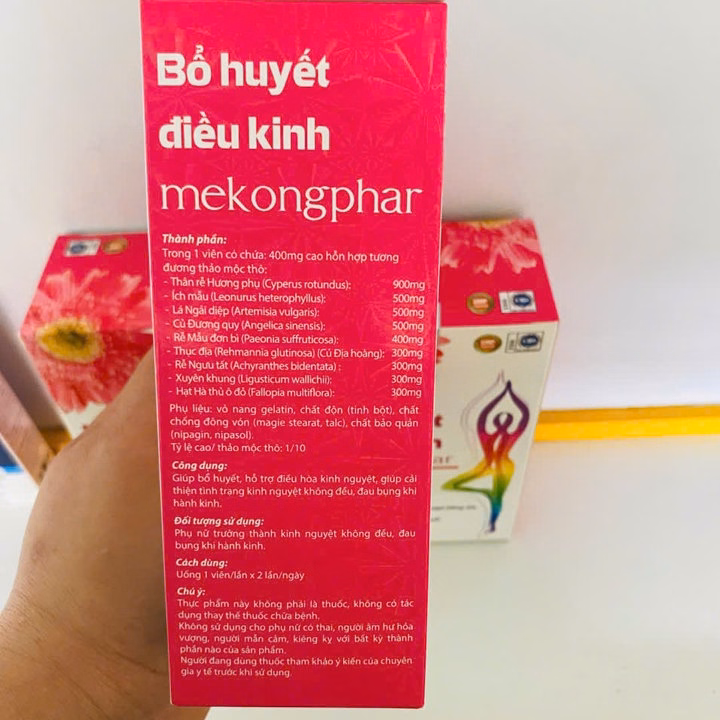 Bổ huyết
điều kinh
mekongphar
Thành phần:
Trong 1 viên có chứa: 400mg cao hỗn hợp tương
đương thảo mộc thô:
- Thân rễ Hương phụ (Cyperus rotundus): 900mg
- Ích mẫu (Leonurus heterophyllus): 500mg
- Lá Ngải diệp (Artemisia vulgaris): 500mg
- Củ Đương quy (Angelica sinensis): 500mg
- Rễ Mẫu đơn bì (Paeonia suffruticosa): 400mg
- Thục địa (Rehmannia glutinosa) (Củ Địa hoàng): 300mg
- Rễ Ngưu tất (Achyranthes bidentata) : 300mg
- Xuyên khung (Ligusticum wallichii): 300mg
- Hạt Hà thủ ô đỏ (Fallopia multiflora): 300mg
Phụ liệu: vỏ nang gelatin, chất độn (tinh bột), chất
chống đông vón (magie stearat, talc), chất bảo quản
(nipagin, nipasol).
Tỷ lệ cao/ thảo mộc thô: 1/10
Công dụng:
Giúp bổ huyết, hỗ trợ điều hòa kinh nguyệt, giúp cải
thiện tình trạng kinh nguyệt không đều, đau bụng khi
hành kinh.
Đối tượng sử dụng:
Phụ nữ trưởng thành kinh nguyệt không đều, đau
bụng khi hành kinh.
Cách dùng:
Uống 1 viên/lần x 2 lần/ngày
Chú ý:
Thực phẩm này không phải là thuốc, không có tác
dụng thay thế thuốc chữa bệnh.
Không sử dụng cho phụ nữ có thai, người âm hư hỏa
vượng, người mẫn cảm, kiêng kỵ với bất kỳ thành
phần nào của sản phẩm.
Người đang dùng thuốc tham khảo ý kiến của chuyên
gia y tế trước khi sử dụng.